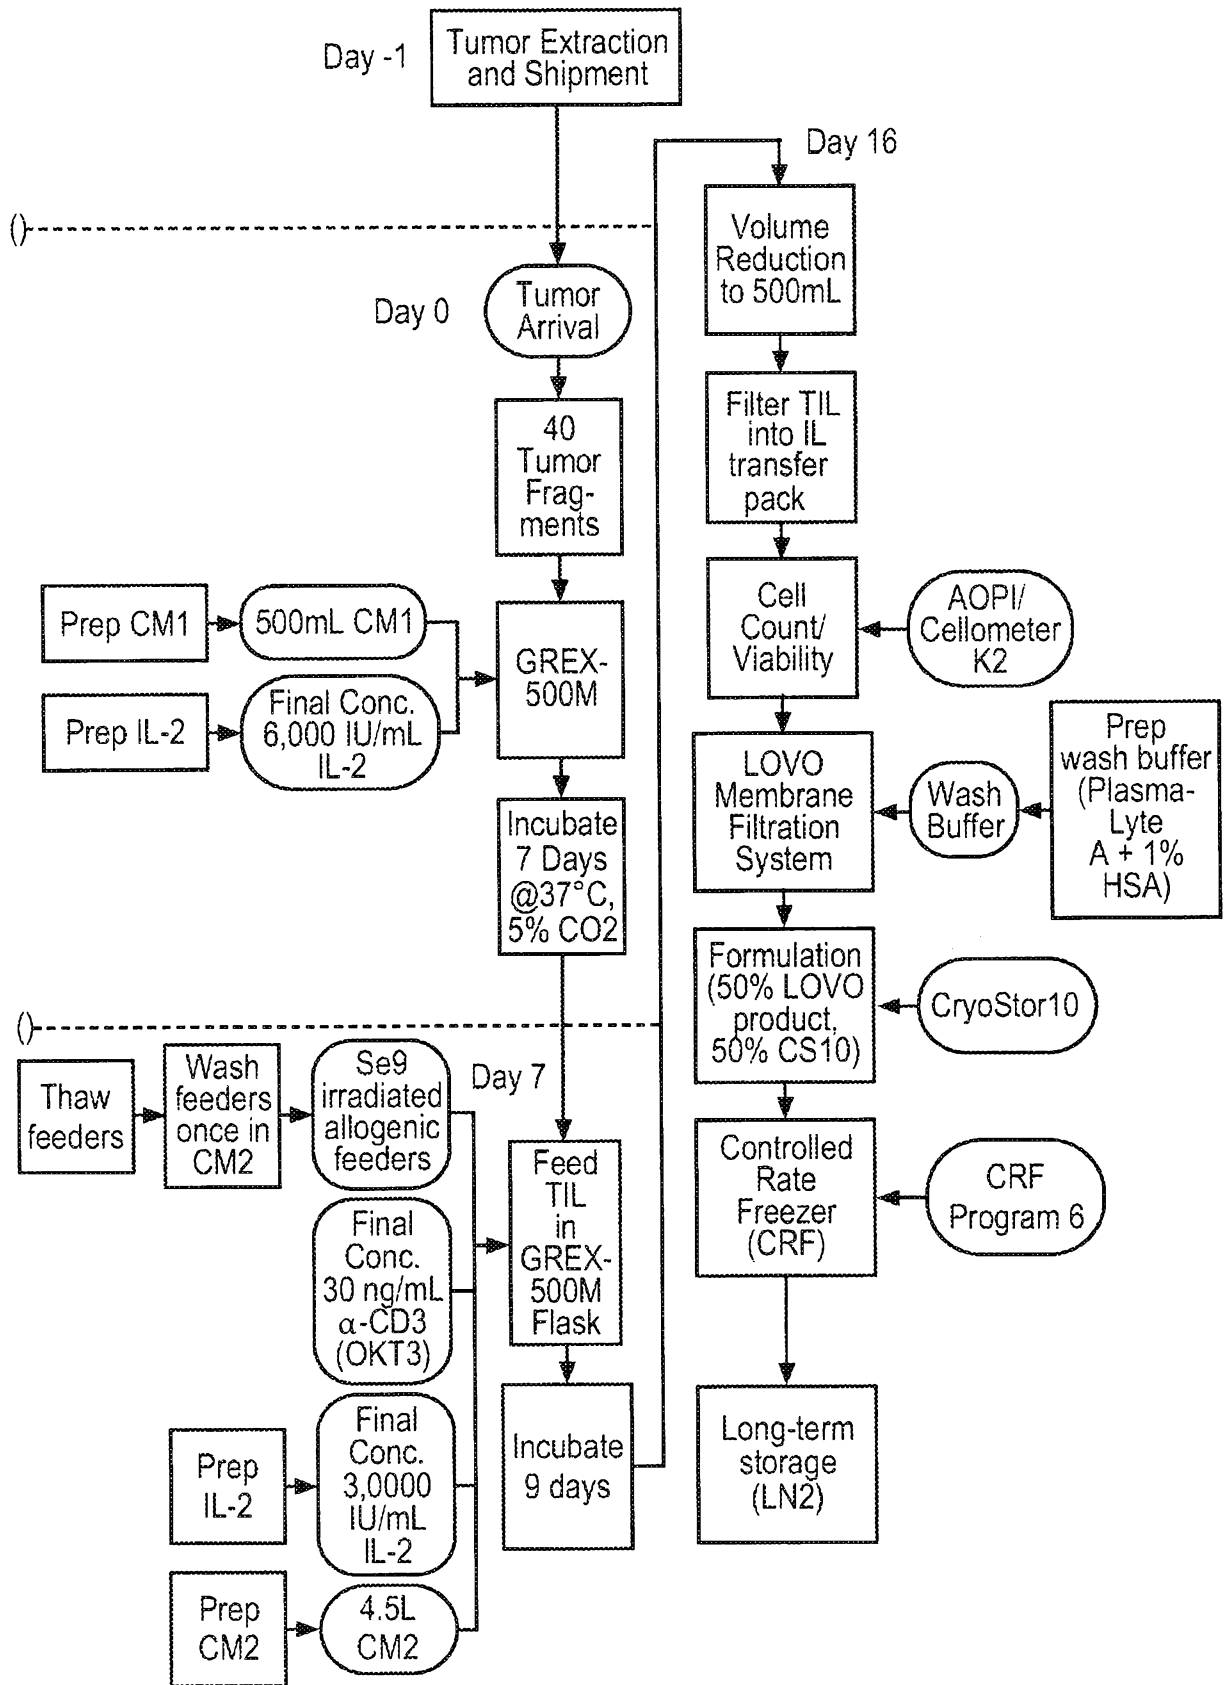 Day -1
Tumor Extraction
and Shipment
()
Day 0
Tumor
Arrival
40
Tumor
Frag-
ments
Prep CM1
500mL CM1
Prep IL-2
Final Conc.
6,000 IU/mL
IL-2
GREX-
500M
Incubate
7 Days
@37°C,
5% CO2
()
Day 7
Thaw
feeders
Wash
feeders
once in
CM2
Se9
irradiated
allogenic
feeders
Final
Conc.
30 ng/mL
α-CD3
(OKT3)
Prep
IL-2
Final
Conc.
3,0000
IU/mL
IL-2
Prep
CM2
4.5L
CM2
Feed
TIL
in
GREX-
500M
Flask
Incubate
9 days
Day 16
Volume
Reduction
to 500mL
Filter TIL
into IL
transfer
pack
Cell
Count/
Viability
AOPI/
Cellometer
K2
LOVO
Membrane
Filtration
System
Wash
Buffer
Prep
wash buffer
(Plasma-
Lyte
A + 1%
HSA)
Formulation
(50% LOVO
product,
50% CS10)
CryoStor10
Controlled
Rate
Freezer
(CRF)
CRF
Program 6
Long-term
storage
(LN2)